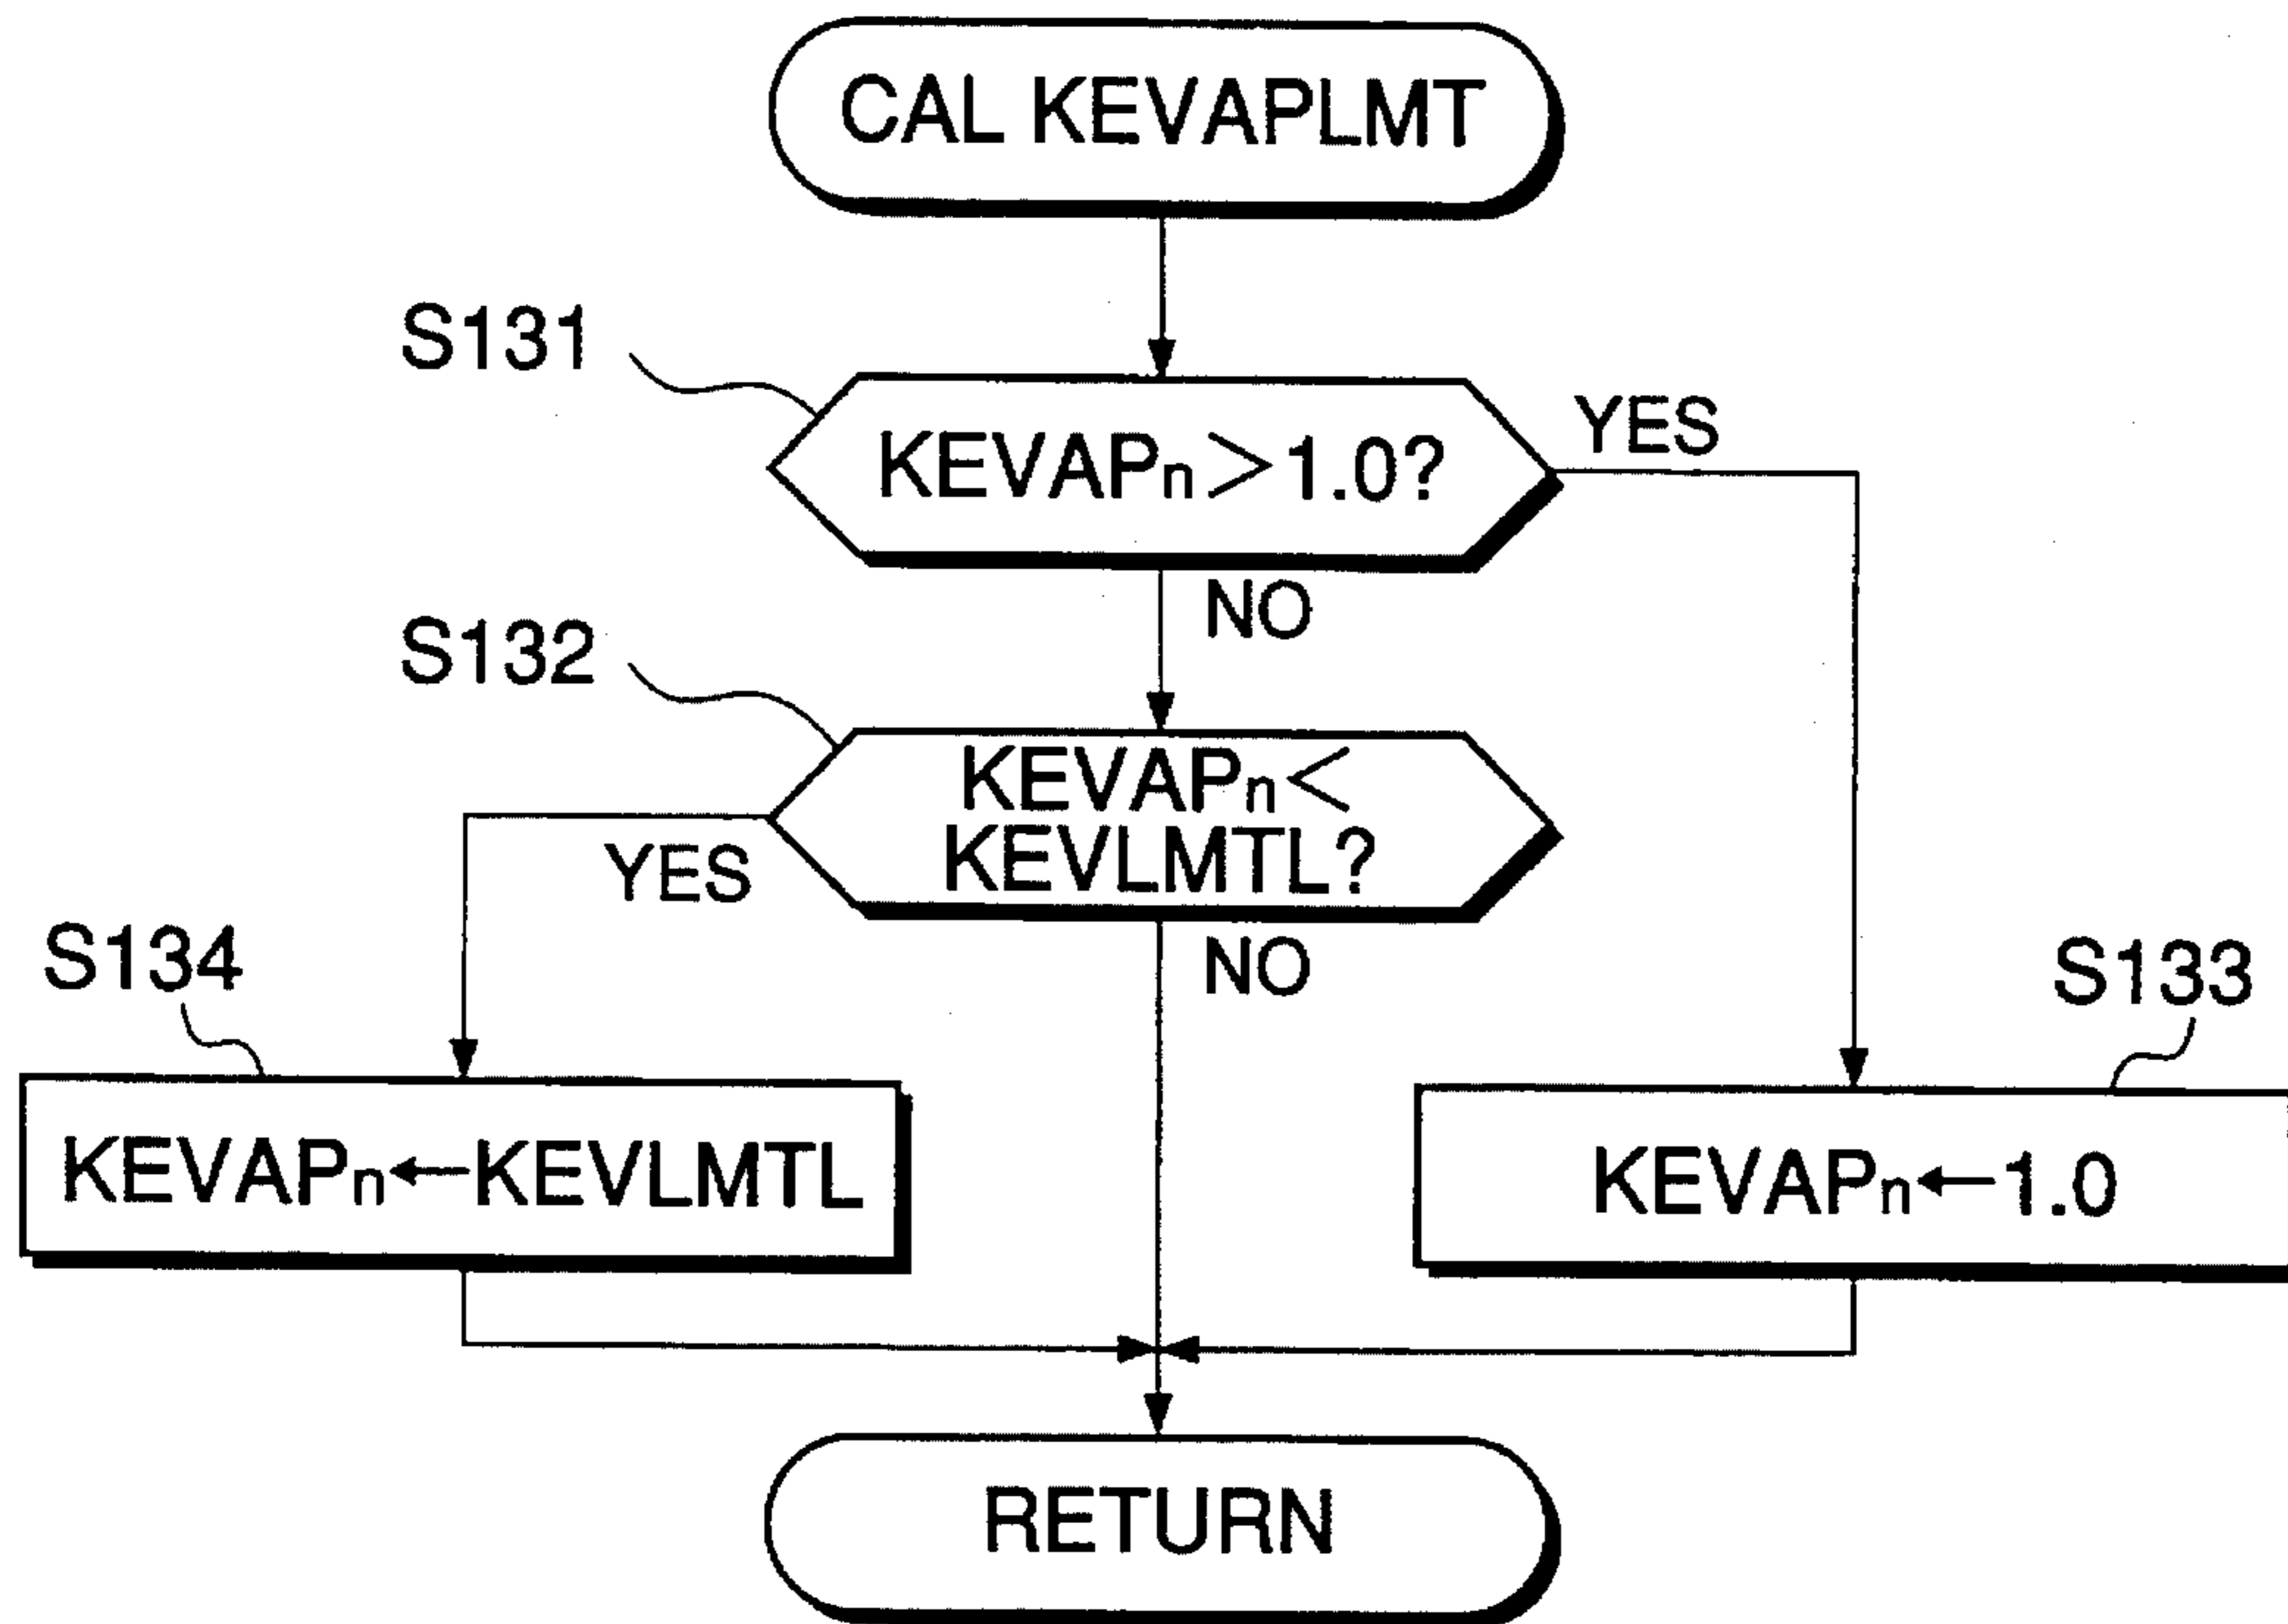 CAL KEVAPLMT
S131
KEVAPn>1.0?
YES
NO
S132
KEVAPn<
KEVLMTL?
YES
NO
S134
S133
KEVAPn←KEVLMTL
KEVAPn←1.0
RETURN